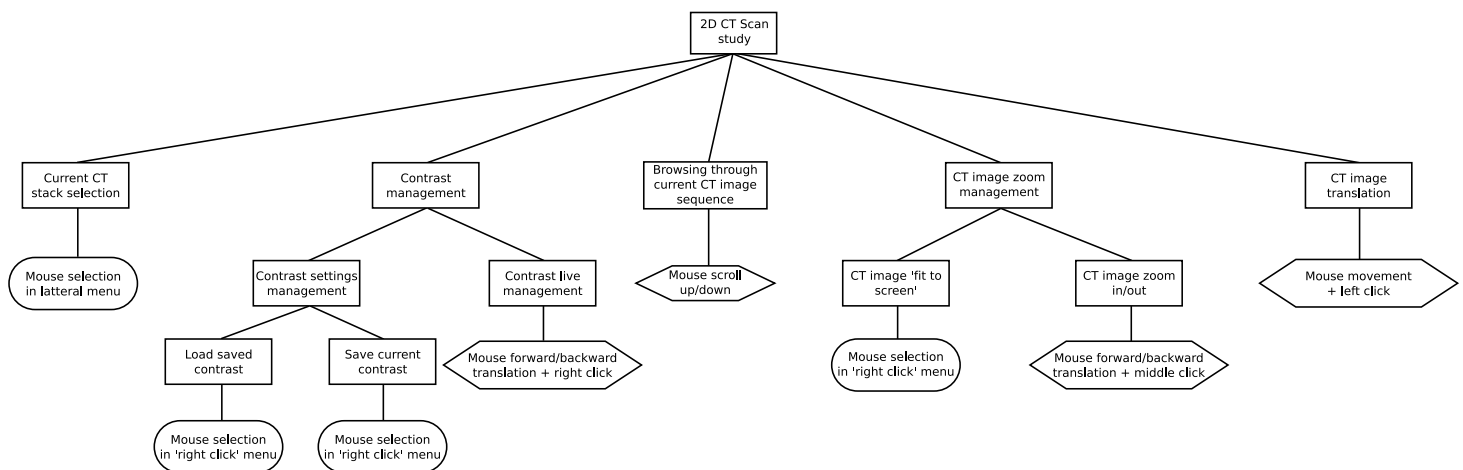 2D CT Scan
study
Current CT
stack selection
Contrast
management
Browsing through
current CT image
sequence
CT image zoom
management
CT image
translation
Mouse selection
in latteral menu
Contrast settings
management
Contrast live
management
Mouse scroll
up/down
CT image 'fit to
screen'
CT image zoom
in/out
Mouse movement
+ left click
Load saved
contrast
Save current
contrast
Mouse forward/backward
translation + right click
Mouse selection
in 'right click' menu
Mouse forward/backward
translation + middle click
Mouse selection
in 'right click' menu
Mouse selection
in 'right click' menu